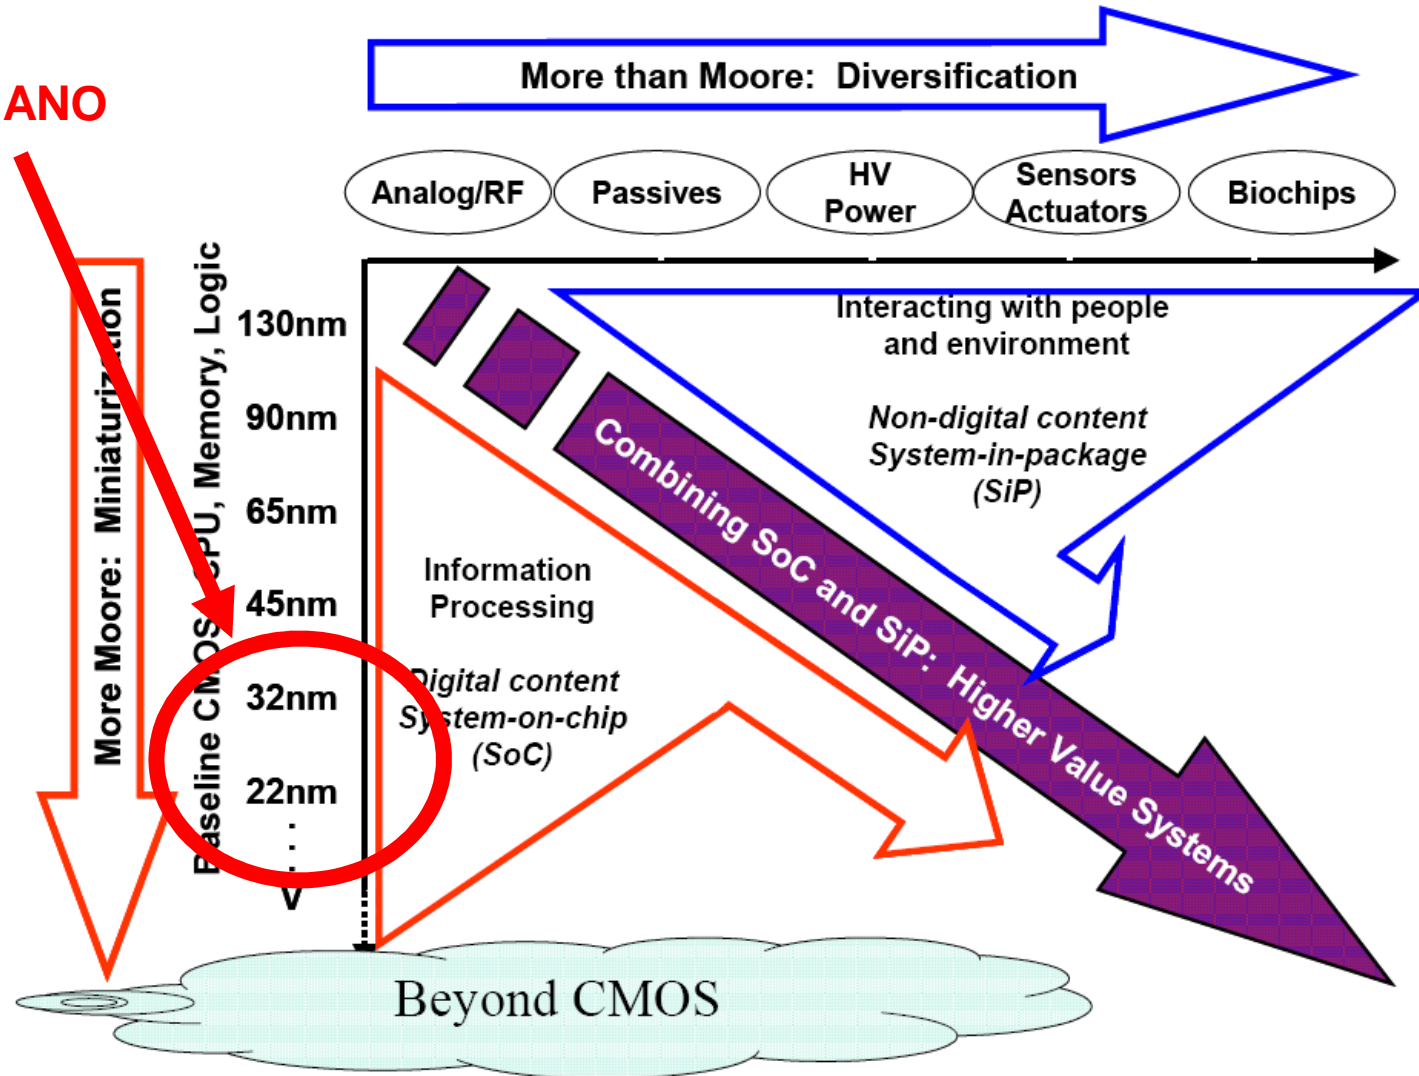 More than Moore: Diversification
ANO
Analog/RF
Passives
HV
Power
Sensors
Actuators
Biochips
More Moore: Miniaturization
Baseline CMOS: CPU, Memory, Logic
130nm
90nm
65nm
45nm
32nm
22nm
V
Interacting with people
and environment
Non-digital content
System-in-package
(SiP)
Combining SoC and SiP: Higher Value Systems
Information
Processing
Digital content
System-on-chip
(SoC)
Beyond CMOS